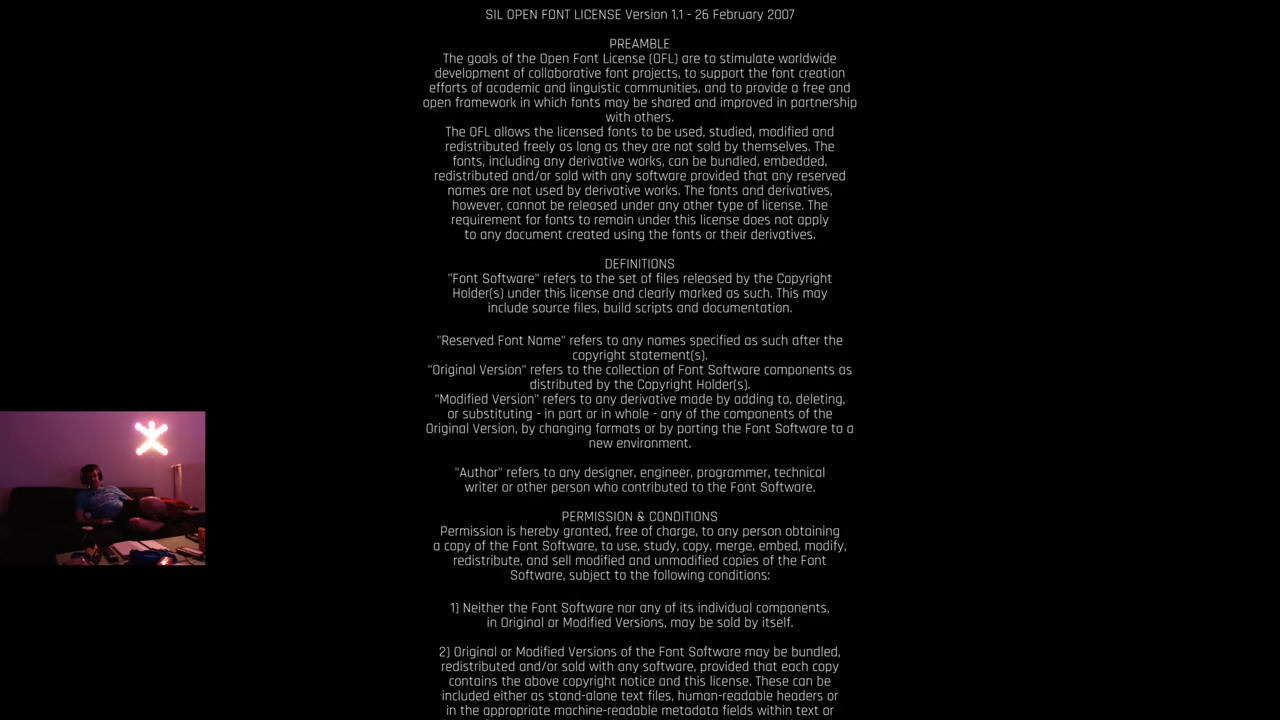 SIL OPEN FONT LICENSE Version 1.1 - 26 February 2007
PREAMBLE
The goals of the Open Font License (OFL) are to stimulate worldwide
development of collaborative font projects, to support the font creation
efforts of academic and linguistic communities, and to provide a free and
open framework in which fonts may be shared and improved in partnership
with others.
The OFL allows the licensed fonts to be used, studied, modified and
redistributed freely as long as they are not sold by themselves. The
fonts, including any derivative works, can be bundled, embedded,
redistributed and/or sold with any software provided that any reserved
names are not used by derivative works. The fonts and derivatives,
however, cannot be released under any other type of license. The
requirement for fonts to remain under this license does not apply
to any document created using the fonts or their derivatives.
DEFINITIONS
"Font Software" refers to the set of files released by the Copyright
Holder(s) under this license and clearly marked as such. This may
include source files, build scripts and documentation.
"Reserved Font Name" refers to any names specified as such after the
copyright statement(s).
"Original Version" refers to the collection of Font Software components as
distributed by the Copyright Holder(s).
"Modified Version" refers to any derivative made by adding to, deleting,
or substituting - in part or in whole - any of the components of the
Original Version, by changing formats or by porting the Font Software to a
new environment.
"Author" refers to any designer, engineer, programmer, technical
writer or other person who contributed to the Font Software.
PERMISSION & CONDITIONS
Permission is hereby granted, free of charge, to any person obtaining
a copy of the Font Software, to use, study, copy, merge, embed, modify,
redistribute, and sell modified and unmodified copies of the Font
Software, subject to the following conditions:
1) Neither the Font Software nor any of its individual components,
in Original or Modified Versions, may be sold by itself.
2) Original or Modified Versions of the Font Software may be bundled,
redistributed and/or sold with any software, provided that each copy
contains the above copyright notice and this license. These can be
included either as stand-alone text files, human-readable headers or
in the appropriate machine-readable metadata fields within text or